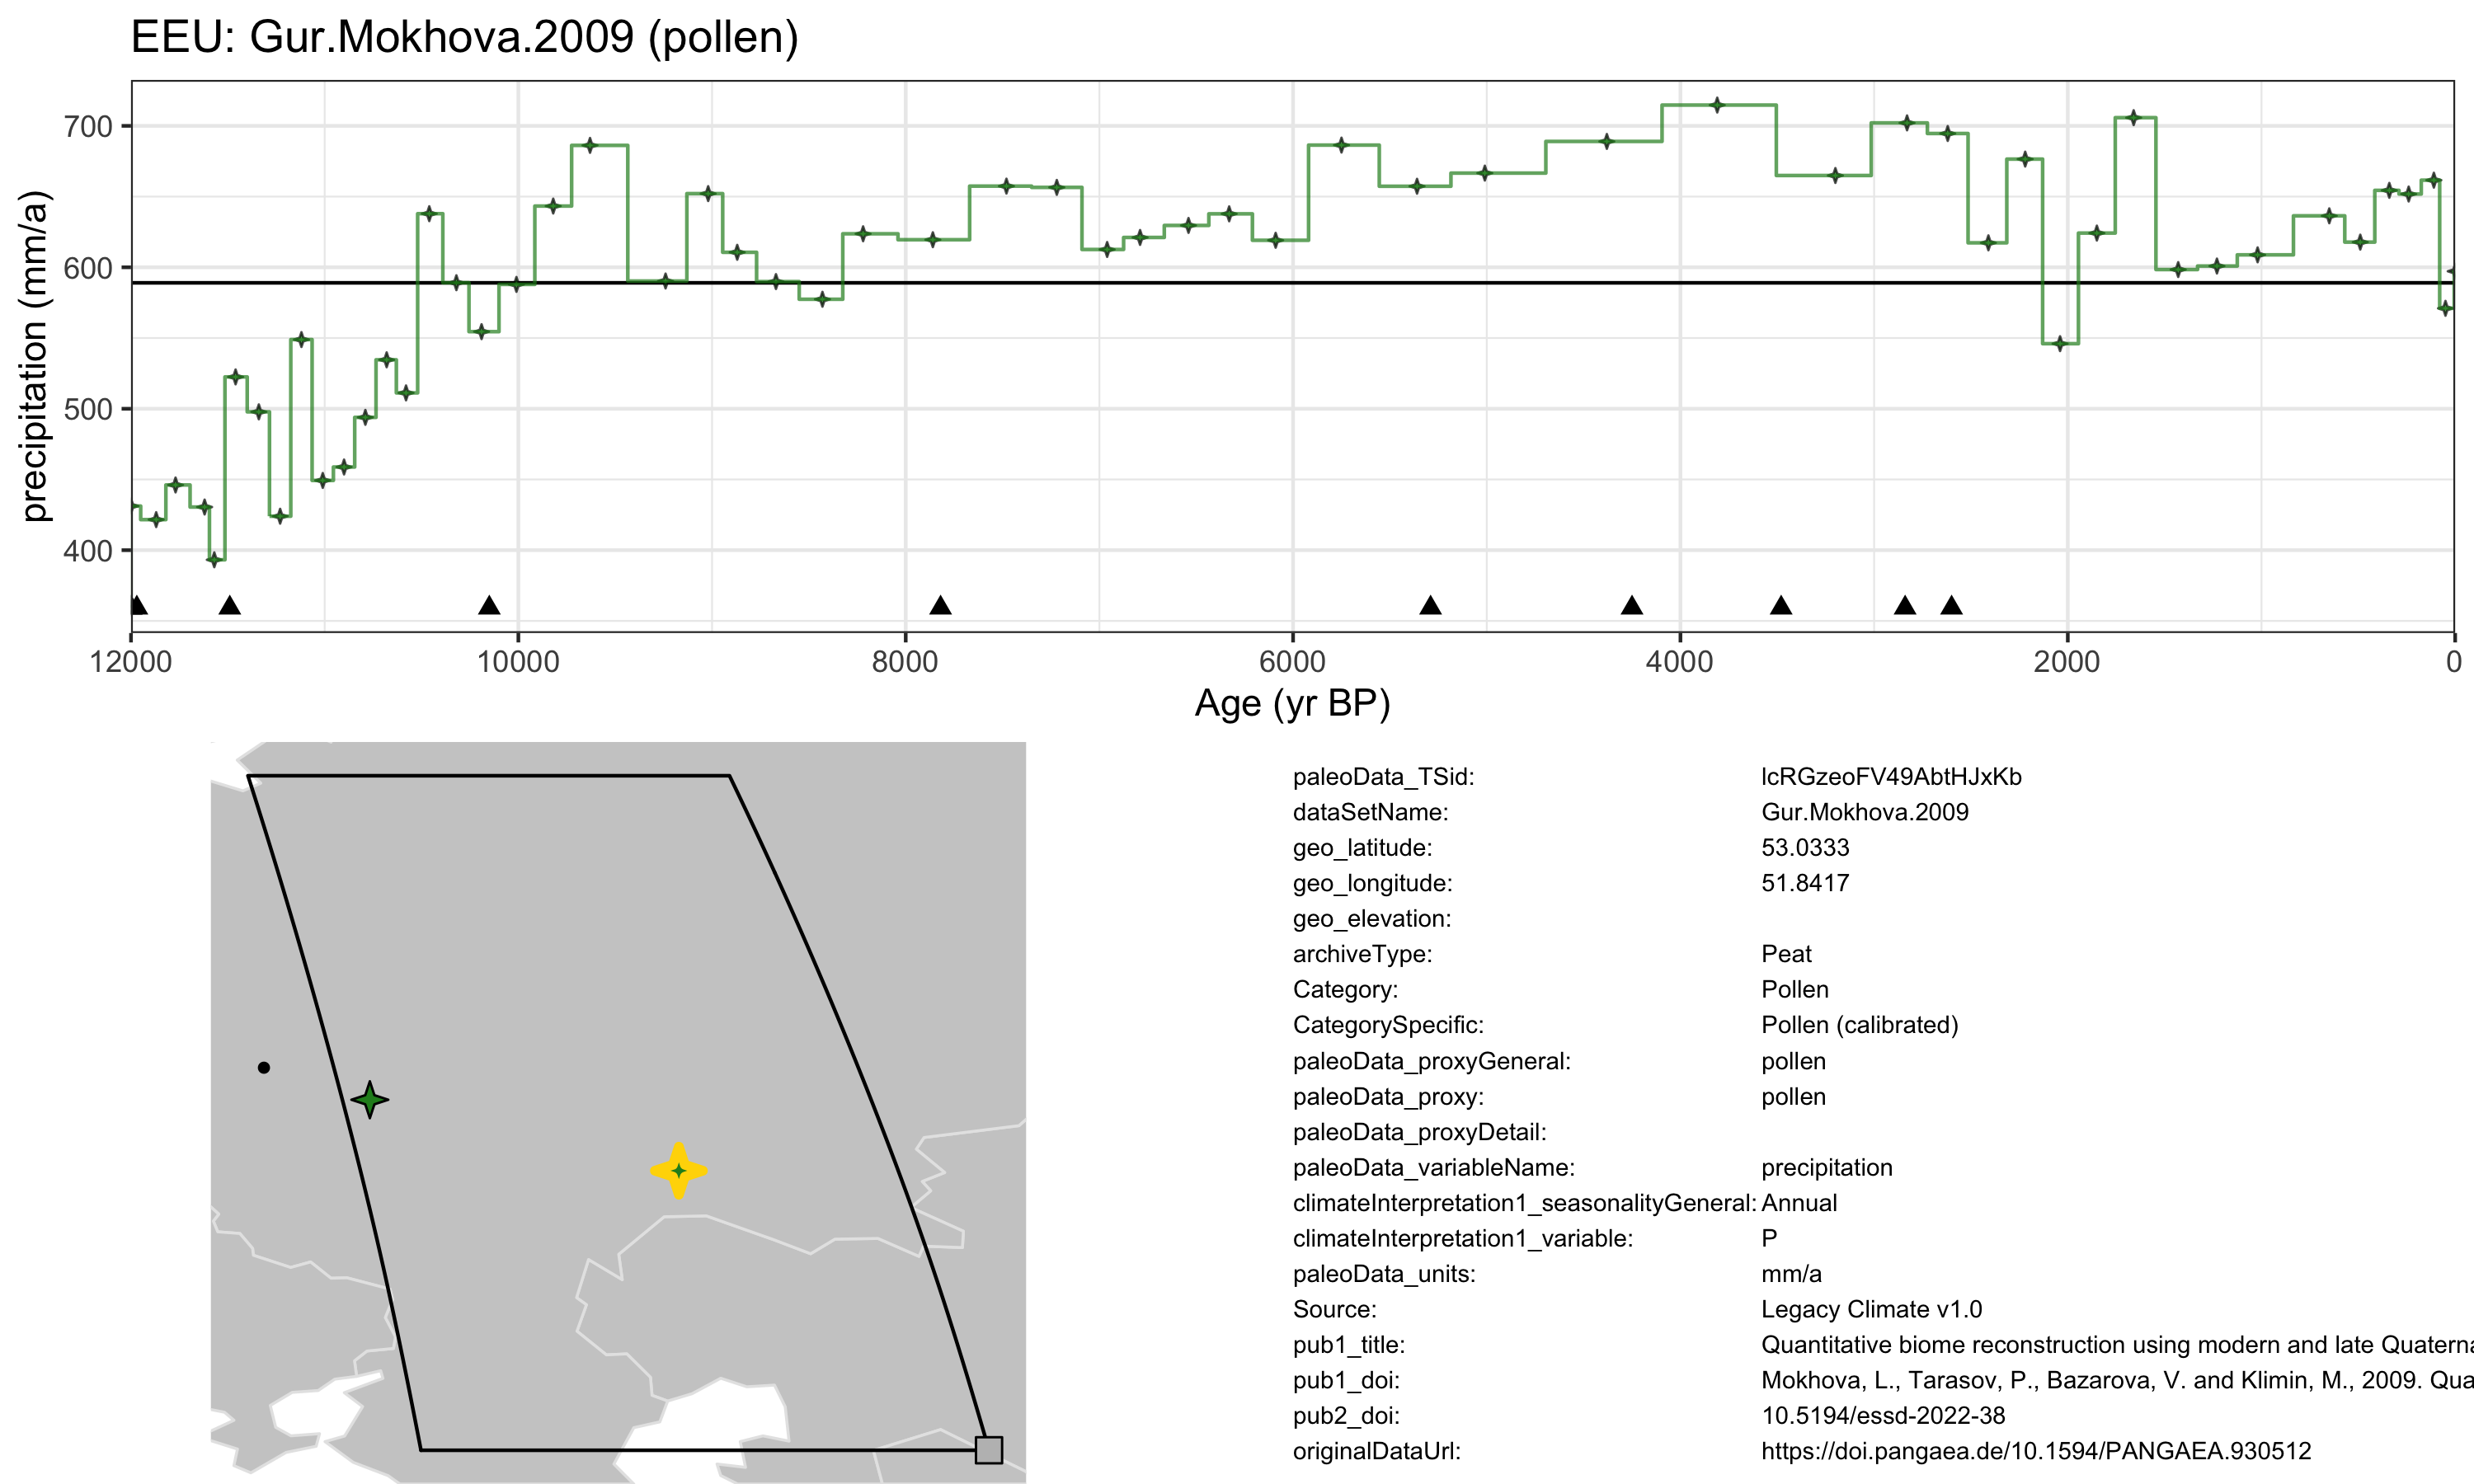 EEU: Gur.Mokhova.2009 (pollen)
precipitation (mm/a)
700
600
500
400
12000 10000 8000 6000 4000 2000 0
Age (yr BP)
paleoData_TSid: lcRGzeoFV49AbtHJxKb
dataSetName: Gur.Mokhova.2009
geo_latitude: 53.0333
geo_longitude: 51.8417
geo_elevation:
archiveType: Peat
Category: Pollen
CategorySpecific: Pollen (calibrated)
paleoData_proxyGeneral: pollen
paleoData_proxy: pollen
paleoData_proxyDetail:
paleoData_variableName: precipitation
climateInterpretation1_seasonalityGeneral: Annual
climateInterpretation1_variable: P
paleoData_units: mm/a
Source: Legacy Climate v1.0
pub1_title: Quantitative biome reconstruction using modern and late Quaterna
pub1_doi: Mokhova, L., Tarasov, P., Bazarova, V. and Klimin, M., 2009. Qua
pub2_doi: 10.5194/essd-2022-38
originalDataUrl: https://doi.pangaea.de/10.1594/PANGAEA.930512